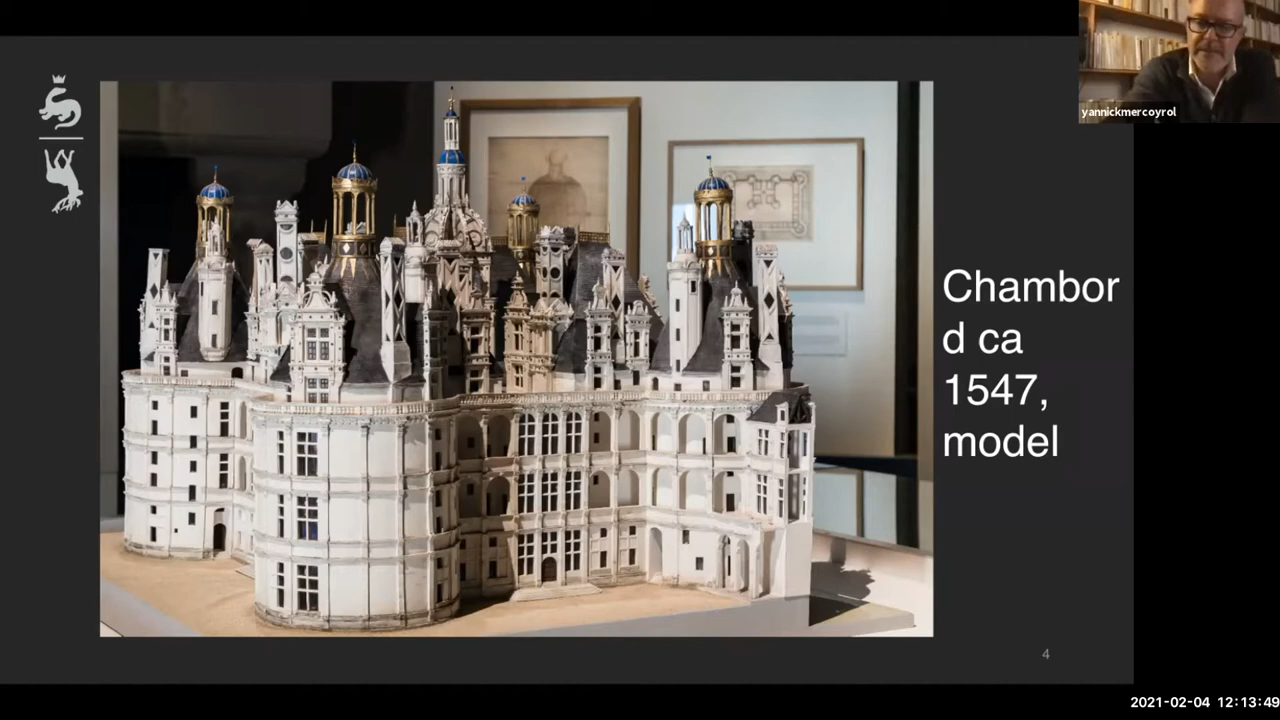 yannickmercoyrol
Chambor
d ca
1547,
model
4
2021-02-04 12:13:49